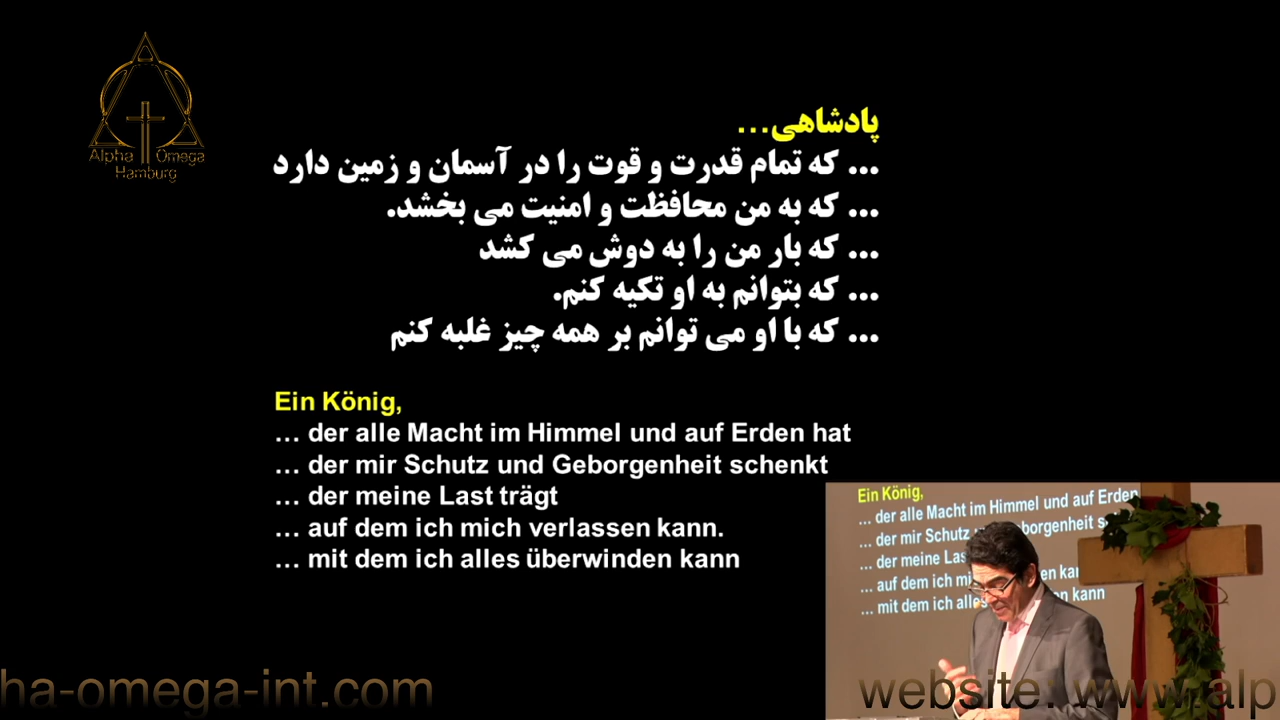 Alpha Omega
Hamburg
پادشاهی...
... که تمام قدرت و قوت را در آسمان و زمین دارد
... که به من محافظت و امنیت می بخشد.
... که بار من را به دوش می کشد
... که بتوانم به او تکیه کنم.
... که با او می توانم بر همه چیز غلبه کنم
Ein König,
… der alle Macht im Himmel und auf Erden hat
… der mir Schutz und Geborgenheit schenkt
… der meine Last trägt
… auf dem ich mich verlassen kann.
… mit dem ich alles überwinden kann
Ein König,
... der alle Macht im Himmel und auf Erden
... der mir Schutz
... der meine
... auf dem ich
... mit dem ich kann
ha-omega-int.com
website: www.alp